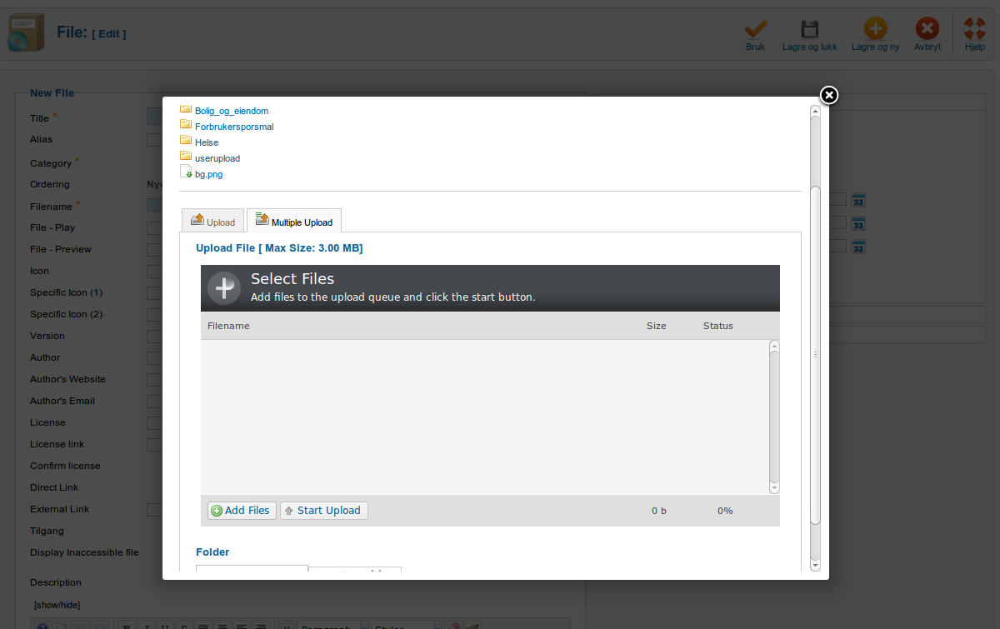 File: [ Edit ]
Bruk
Lagre og lukk
Lagre og ny
Avbryt
Hjelp
New File
Title *
Alias
Category *
Ordering
Filename *
File - Play
File - Preview
Icon
Specific Icon (1)
Specific Icon (2)
Version
Author
Author's Website
Author's Email
License
License link
Confirm license
Direct Link
External Link
Tilgang
Display Inaccessible file
Description
[show/hide]
23
23
23
Bolig_og_eiendom
Forbrukersporsmal
Helse
userupload
bg.png
Upload
Multiple Upload
Upload File [ Max Size: 3.00 MB]
Select Files
Add files to the upload queue and click the start button.
Filename Size Status
Add Files Start Upload 0 b 0%
Folder